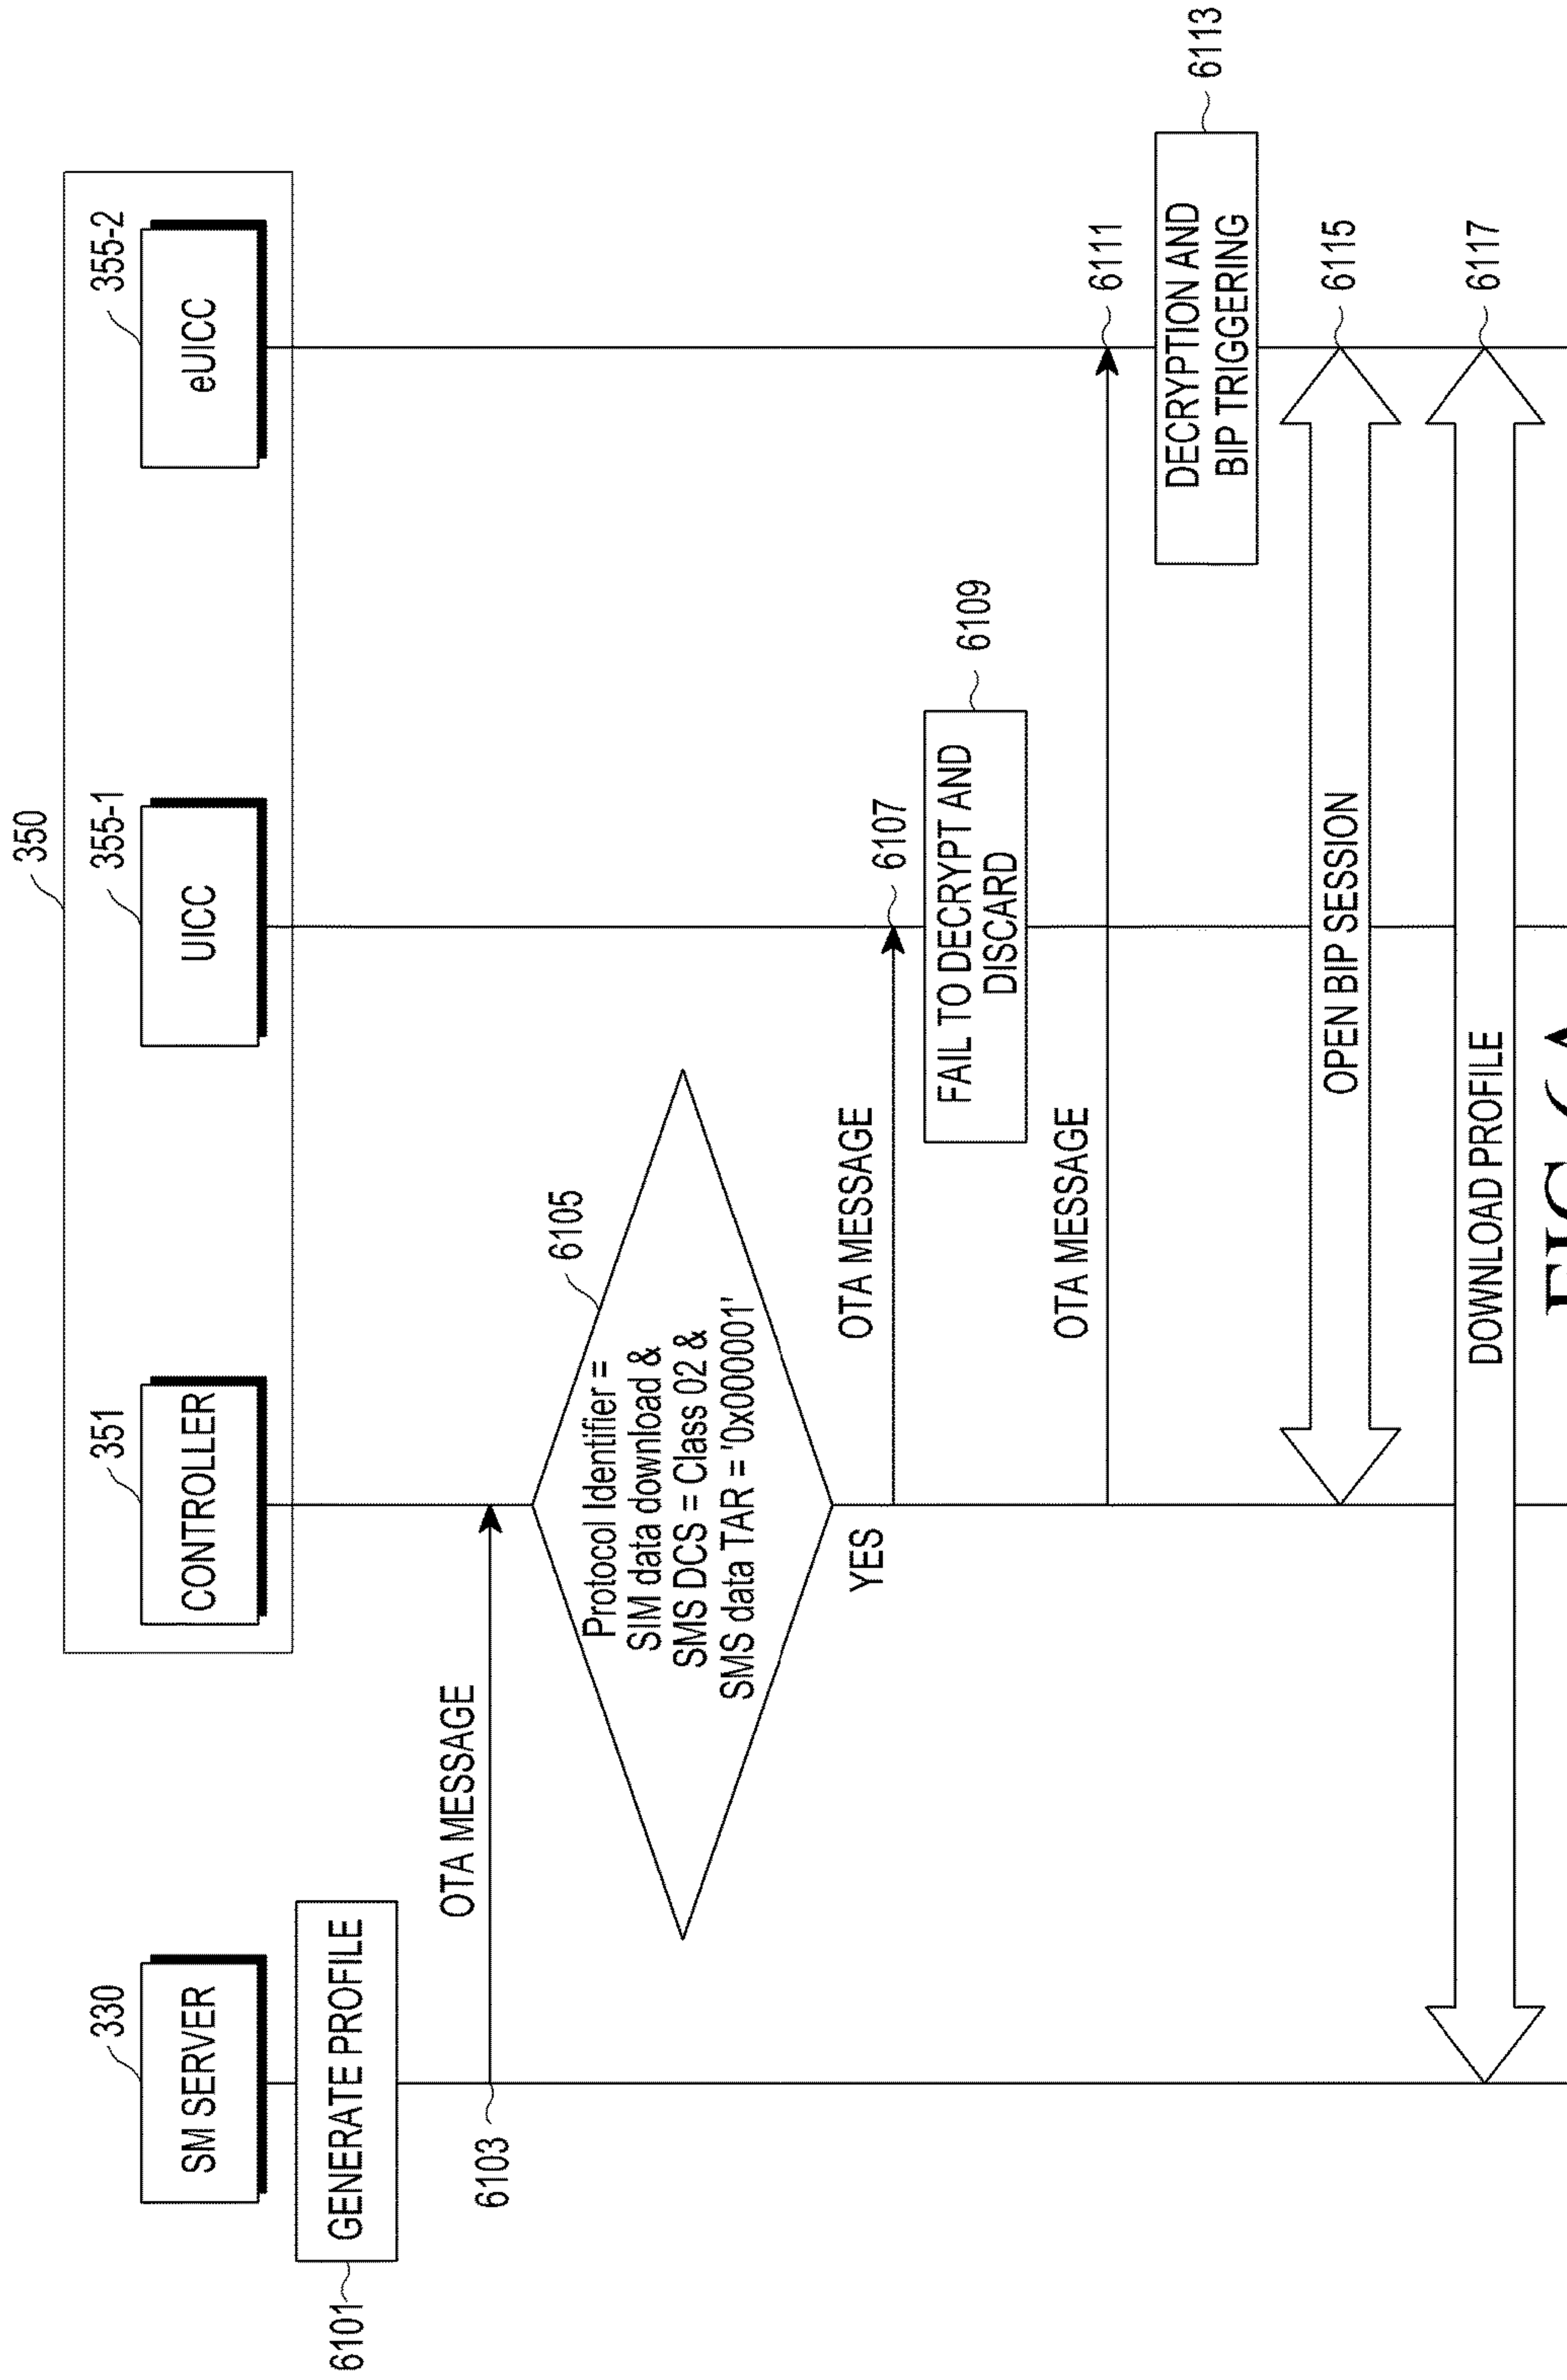 350
330
351
355-1
355-2
SM SERVER
CONTROLLER
UICC
eUICC
6101
GENERATE PROFILE
OTA MESSAGE
6103
6105
Protocol Identifier =
SIM data download &
SMS DCS = Class 02 &
SMS data TAR = '0x000001'
YES
OTA MESSAGE
6107
FAIL TO DECRYPT AND
DISCARD
6109
OTA MESSAGE
6111
DECRYPTION AND
BIP TRIGGERING
6113
OPEN BIP SESSION
6115
DOWNLOAD PROFILE
6117